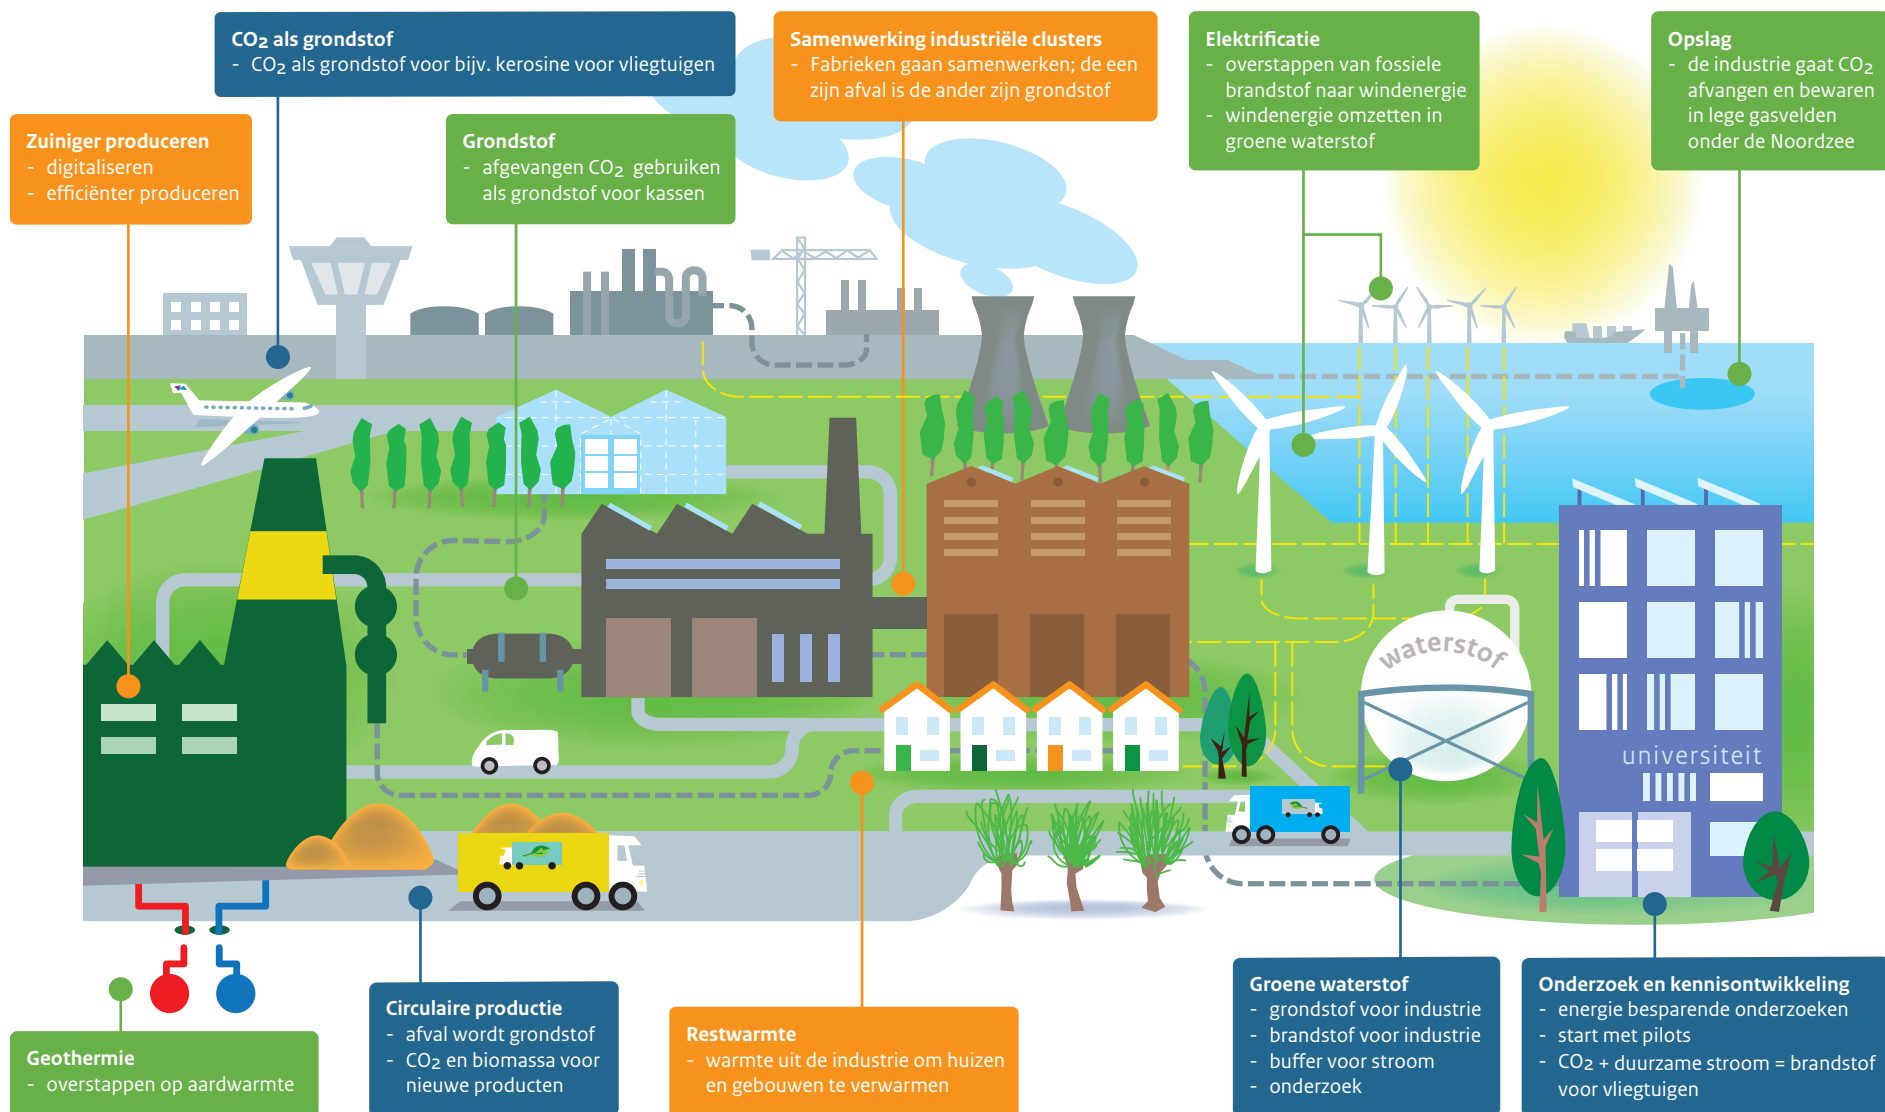 CO₂ als grondstof
- CO₂ als grondstof voor bijv. kerosine voor vliegtuigen
Samenwerking industriële clusters
- Fabrieken gaan samenwerken; de een
zijn afval is de ander zijn grondstof
Elektrificatie
- overstappen van fossiele
brandstof naar windenergie
- windenergie omzetten in
groene waterstof
Opslag
- de industrie gaat CO₂
afvangen en bewaren
in lege gasvelden
onder de Noordzee
Zuiniger produceren
- digitaliseren
- efficiënter produceren
Grondstof
- afgevangen CO₂ gebruiken
als grondstof voor kassen
waterstof
universiteit
Geothermie
- overstappen op aardwarmte
Circulaire productie
- afval wordt grondstof
- CO₂ en biomassa voor
nieuwe producten
Restwarmte
- warmte uit de industrie om huizen
en gebouwen te verwarmen
Groene waterstof
- grondstof voor industrie
- brandstof voor industrie
- buffer voor stroom
- onderzoek
Onderzoek en kennisontwikkeling
- energie besparende onderzoeken
- start met pilots
- CO₂ + duurzame stroom = brandstof
voor vliegtuigen